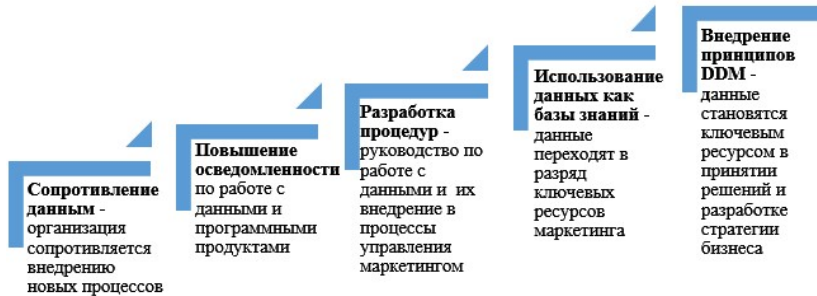 Сопротивление
данным -
организация
сопротивляется
внедрению
новых процессов
Повышение
осведомленности
по работе с
данными и
программными
продуктами
Разработка
процедур -
руководство по
работе с
данными и их
внедрение в
процессы
управления
маркетингом
Использование
данных как
базы знаний -
данные
переходят в
разряд
ключевых
ресурсов
маркетинга
Внедрение
принципов
DDM -
данные
становятся
ключевым
ресурсом в
принятии
решений и
разработке
стратегии
бизнеса